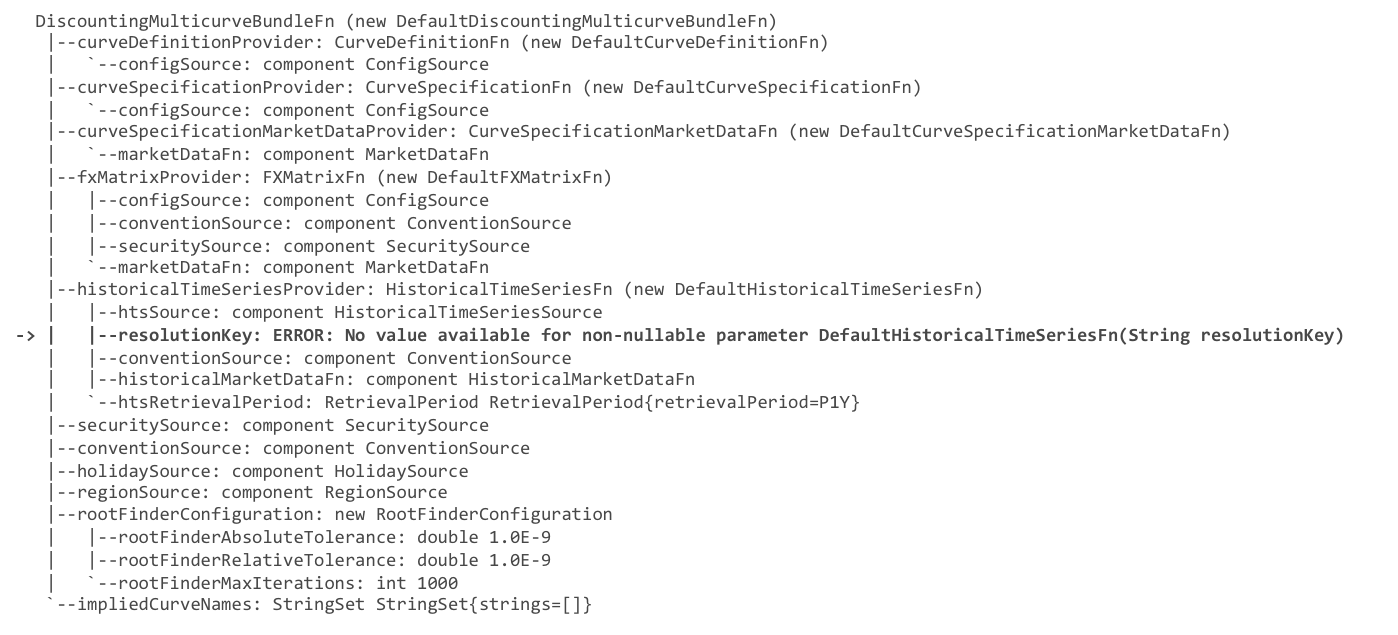 DiscountingMulticurveBundleFn (new DefaultDiscountingMulticurveBundleFn)
 |--curveDefinitionProvider: CurveDefinitionFn (new DefaultCurveDefinitionFn)
 |   `--configSource: component ConfigSource
 |--curveSpecificationProvider: CurveSpecificationFn (new DefaultCurveSpecificationFn)
 |   `--configSource: component ConfigSource
 |--curveSpecificationMarketDataProvider: CurveSpecificationMarketDataFn (new DefaultCurveSpecificationMarketDataFn)
 |   `--marketDataFn: component MarketDataFn
 |--fxMatrixProvider: FXMatrixFn (new DefaultFXMatrixFn)
 |   |--configSource: component ConfigSource
 |   |--conventionSource: component ConventionSource
 |   |--securitySource: component SecuritySource
 |   `--marketDataFn: component MarketDataFn
 |--historicalTimeSeriesProvider: HistoricalTimeSeriesFn (new DefaultHistoricalTimeSeriesFn)
 |   |--htsSource: component HistoricalTimeSeriesSource
-> |   |--resolutionKey: ERROR: No value available for non-nullable parameter DefaultHistoricalTimeSeriesFn(String resolutionKey)
 |   |--conventionSource: component ConventionSource
 |   |--historicalMarketDataFn: component HistoricalMarketDataFn
 |   `--htsRetrievalPeriod: RetrievalPeriod RetrievalPeriod{retrievalPeriod=P1Y}
 |--securitySource: component SecuritySource
 |--conventionSource: component ConventionSource
 |--holidaySource: component HolidaySource
 |--regionSource: component RegionSource
 |--rootFinderConfiguration: new RootFinderConfiguration
 |   |--rootFinderAbsoluteTolerance: double 1.0E-9
 |   |--rootFinderRelativeTolerance: double 1.0E-9
 |   `--rootFinderMaxIterations: int 1000
 `--impliedCurveNames: StringSet StringSet{strings=[]}